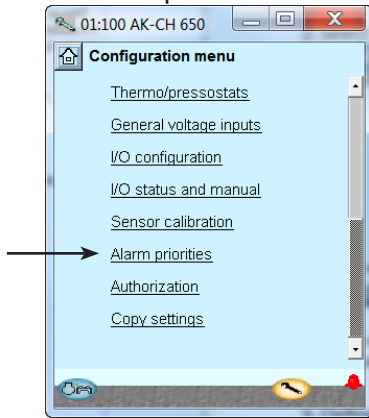 01:100 AK-CH 650
Configuration menu
Thermo/pressostats
General voltage inputs
I/O configuration
I/O status and manual
Sensor calibration
Alarm priorities
Authorization
Copy settings